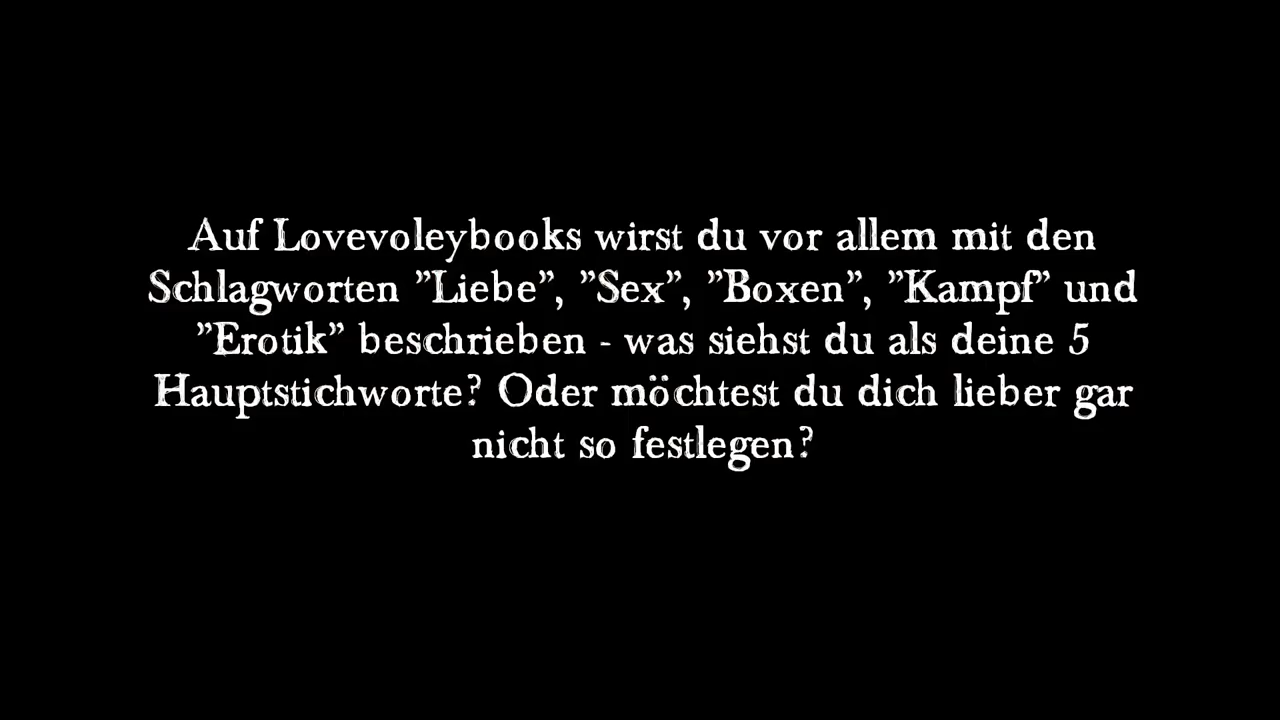 Auf Lovevoleybooks wirst du vor allem mit den
Schlagworten ”Liebe”, ”Sex”, ”Boxen”, ”Kampf” und
”Erotik” beschrieben - was siehst du als deine 5
Hauptstichworte? Oder möchtest du dich lieber gar
nicht so festlegen?